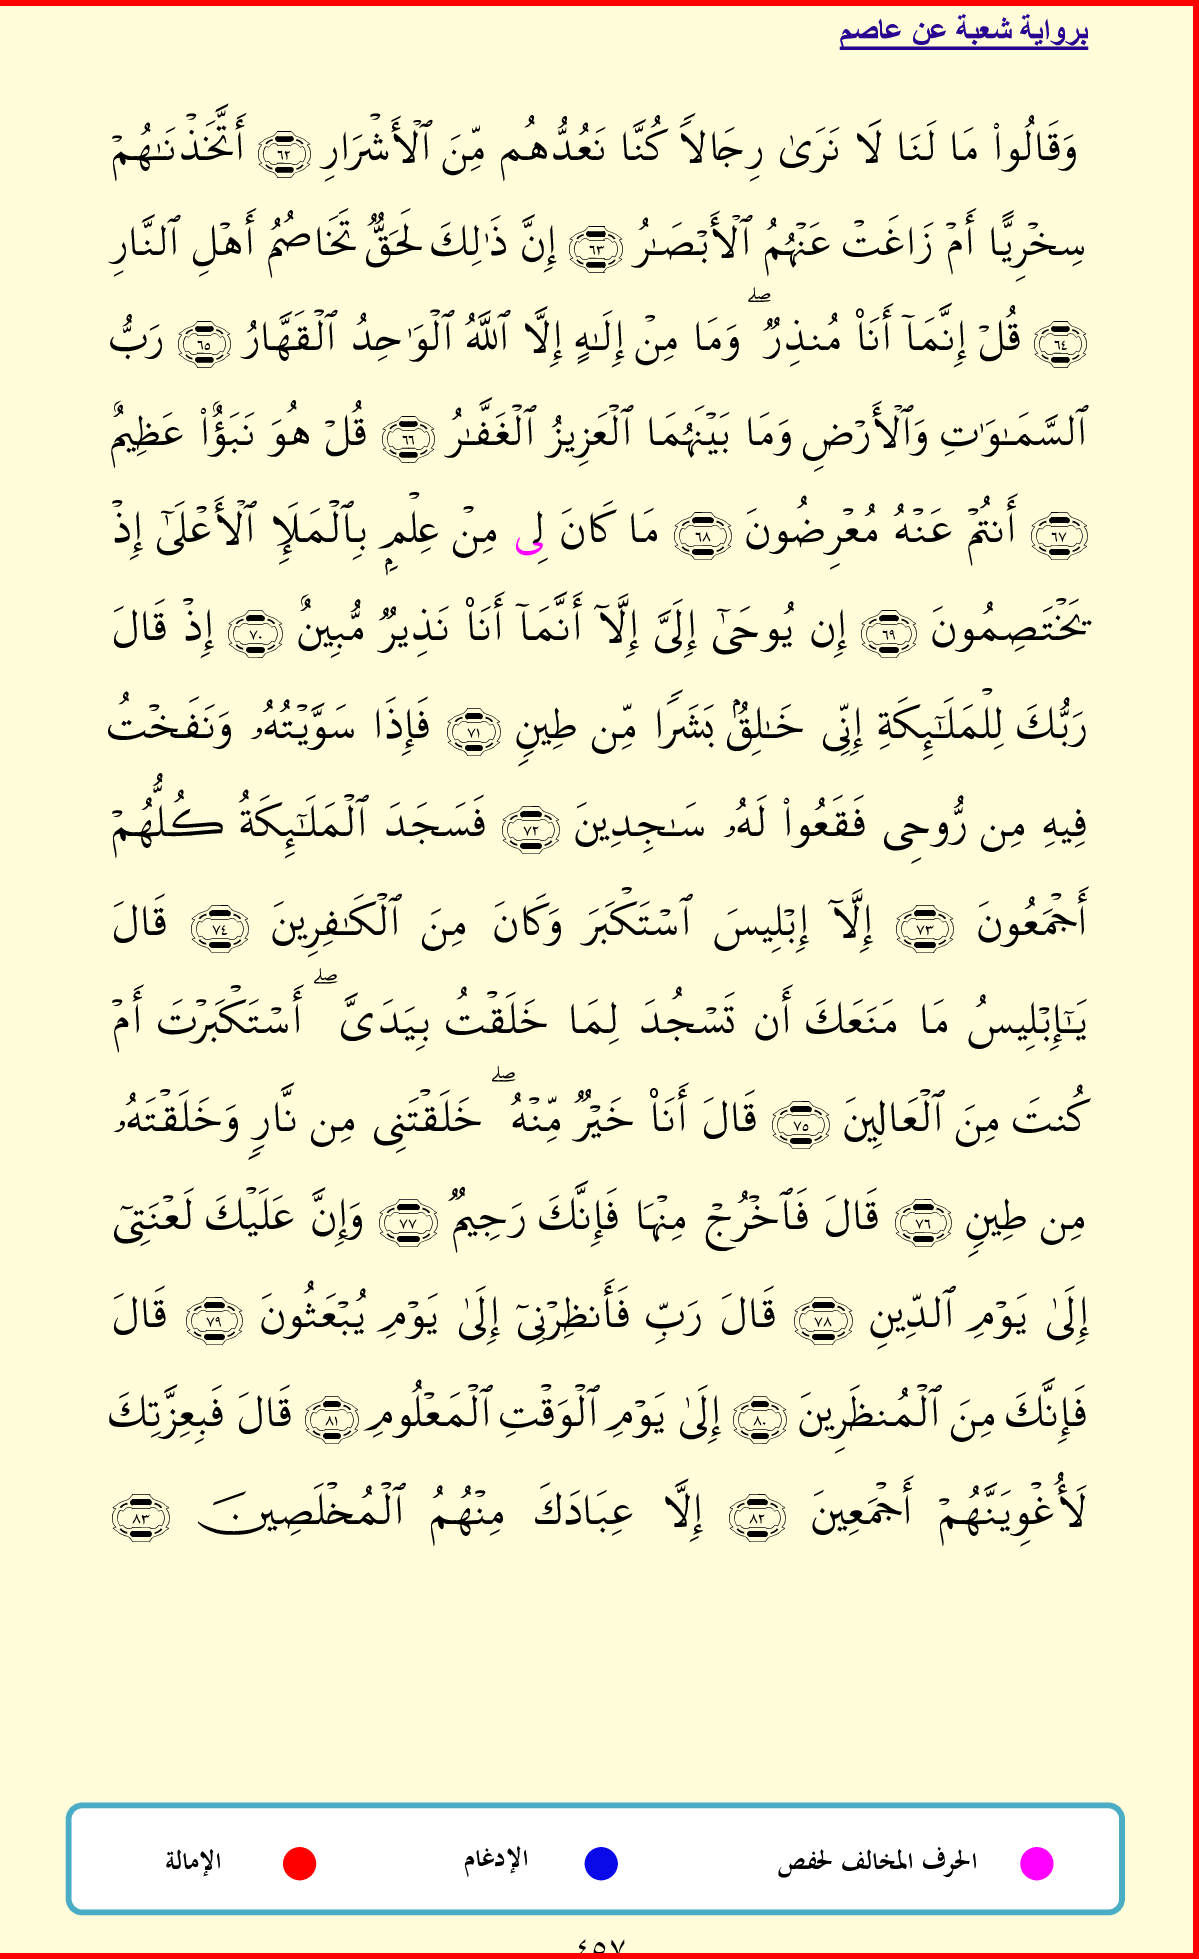 برواية شعبة عن عاصم
وَقَالُوا۟ مَا لَنَا لَا نَرَىٰ رِجَالًا كُنَّا نَعُدُّهُم مِّنَ ٱلْأَشْرَارِ ٦٢ أَتَّخَذْنَـٰهُمْ
سِخْرِيًّا أَمْ زَاغَتْ عَنْهُمُ ٱلْأَبْصَـٰرُ ٦٣ إِنَّ ذَٰلِكَ لَحَقٌّ تَخَاصُمُ أَهْلِ ٱلنَّارِ
٦٤ قُلْ إِنَّمَآ أَنَا۠ مُنذِرٌ ۖ وَمَا مِنْ إِلَـٰهٍ إِلَّا ٱللَّهُ ٱلْوَٰحِدُ ٱلْقَهَّارُ ٦٥ رَبُّ
ٱلسَّمَـٰوَٰتِ وَٱلْأَرْضِ وَمَا بَيْنَهُمَا ٱلْعَزِيزُ ٱلْغَفَّـٰرُ ٦٦ قُلْ هُوَ نَبَؤٌا۟ عَظِيمٌ
٦٧ أَنتُمْ عَنْهُ مُعْرِضُونَ ٦٨ مَا كَانَ لِى مِنْ عِلْمٍۭ بِٱلْمَلَإِ ٱلْأَعْلَىٰٓ إِذْ
يَخْتَصِمُونَ ٦٩ إِن يُوحَىٰٓ إِلَىَّ إِلَّآ أَنَّمَآ أَنَا۠ نَذِيرٌ مُّبِينٌ ٧٠ إِذْ قَالَ
رَبُّكَ لِلْمَلَـٰٓئِكَةِ إِنِّى خَـٰلِقٌۢ بَشَرًا مِّن طِينٍ ٧١ فَإِذَا سَوَّيْتُهُۥ وَنَفَخْتُ
فِيهِ مِن رُّوحِى فَقَعُوا۟ لَهُۥ سَـٰجِدِينَ ٧٢ فَسَجَدَ ٱلْمَلَـٰٓئِكَةُ كُلُّهُمْ
أَجْمَعُونَ ٧٣ إِلَّآ إِبْلِيسَ ٱسْتَكْبَرَ وَكَانَ مِنَ ٱلْكَـٰفِرِينَ ٧٤ قَالَ
يَـٰٓإِبْلِيسُ مَا مَنَعَكَ أَن تَسْجُدَ لِمَا خَلَقْتُ بِيَدَىَّ ۖ أَسْتَكْبَرْتَ أَمْ
كُنتَ مِنَ ٱلْعَالِينَ ٧٥ قَالَ أَنَا۠ خَيْرٌ مِّنْهُ ۖ خَلَقْتَنِى مِن نَّارٍ وَخَلَقْتَهُۥ
مِن طِينٍ ٧٦ قَالَ فَٱخْرُجْ مِنْهَا فَإِنَّكَ رَجِيمٌ ٧٧ وَإِنَّ عَلَيْكَ لَعْنَتِىٓ
إِلَىٰ يَوْمِ ٱلدِّينِ ٧٨ قَالَ رَبِّ فَأَنظِرْنِىٓ إِلَىٰ يَوْمِ يُبْعَثُونَ ٧٩ قَالَ
فَإِنَّكَ مِنَ ٱلْمُنظَرِينَ ٨٠ إِلَىٰ يَوْمِ ٱلْوَقْتِ ٱلْمَعْلُومِ ٨١ قَالَ فَبِعِزَّتِكَ
لَأُغْوِيَنَّهُمْ أَجْمَعِينَ ٨٢ إِلَّا عِبَادَكَ مِنْهُمُ ٱلْمُخْلَصِينَ ٨٣
الحرف المخالف لحفص الإدغام الإمالة
٤٥٧